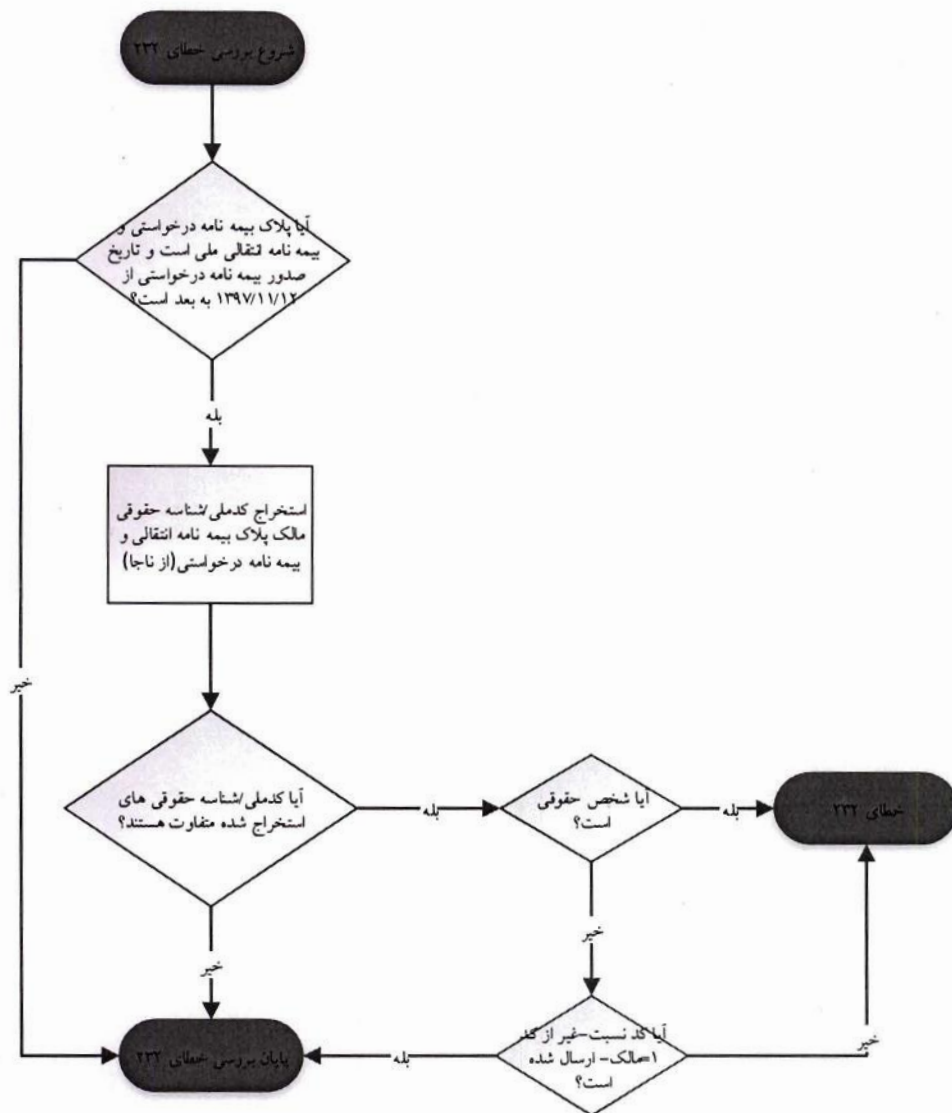 شروع بررسی خطای ۲۳۲
آیا پلاک بیمه نامه درخواستی و
بیمه نامه انتقالی ملی است و تاریخ
صدور بیمه نامه درخواستی از
۱۳۹۷/۱۱/۱۲ به بعد است؟
بله
استخراج کدملی/شناسه حقوقی
مالک پلاک بیمه نامه انتقالی و
بیمه نامه درخواستی(از ناجا)
خیر
آیا کدملی/شناسه حقوقی های
استخراج شده متفاوت هستند؟
بله
آیا شخص حقوقی
است؟
بله
خطای ۲۳۲
خیر
خیر
آیا کد نسبت-غیر از کد
۱=مالک- ارسال شده
است؟
خیر
بله
پایان بررسی خطای ۲۳۲